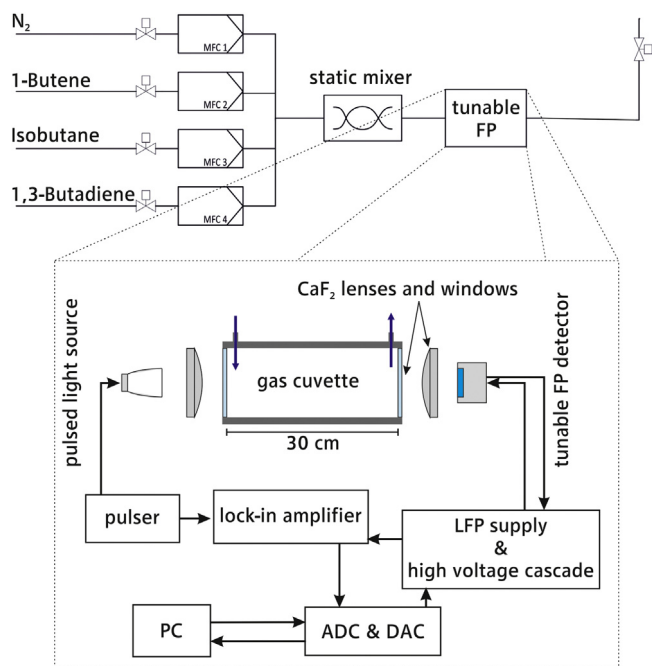 N₂
MFC 1
1-Butene
MFC 2
Isobutane
MFC 3
1,3-Butadiene
MFC 4
static mixer
tunable
FP
CaF₂ lenses and windows
pulsed light source
gas cuvette
30 cm
tunable FP detector
pulser
lock-in amplifier
LFP supply
&
high voltage cascade
PC
ADC & DAC